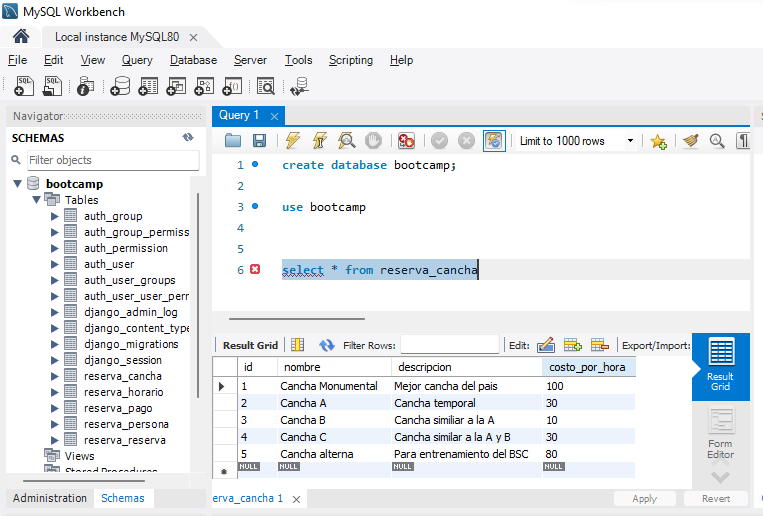 MySQL Workbench
Local instance MySQL80
File Edit View Query Database Server Tools Scripting Help
Navigator
SCHEMAS
Filter objects
bootcamp
Tables
auth_group
auth_group_permiss
auth_permission
auth_user
auth_user_groups
auth_user_user_perr
django_admin_log
django_content_type
django_migrations
django_session
reserva_cancha
reserva_horario
reserva_pago
reserva_persona
reserva_reserva
Views
Stored Procedures
Administration Schemas
Query 1
Limit to 1000 rows
1 create database bootcamp;
2
3 use bootcamp
4
5
6 select * from reserva_cancha
Result Grid Filter Rows: Edit: Export/Import:
id nombre descripcion costo_por_hora
1 Cancha Monumental Mejor cancha del pais 100
2 Cancha A Cancha temporal 30
3 Cancha B Cancha similiar a la A 10
4 Cancha C Cancha similar a la A y B 30
5 Cancha alterna Para entrenamiento del BSC 80
NULL NULL NULL NULL
Result Grid
Form Editor
erva_cancha 1 Apply Revert